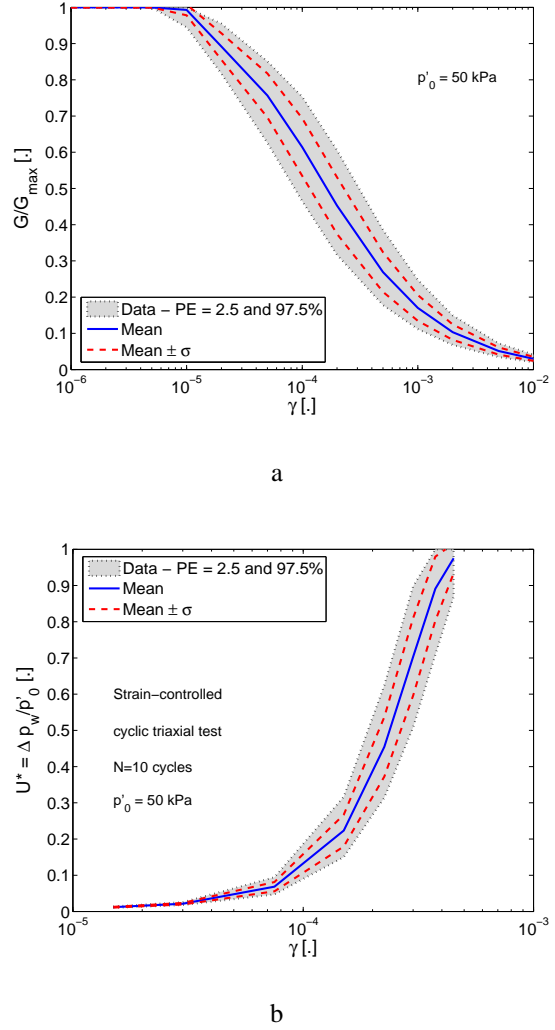 1
0.9
0.8
0.7
0.6
0.5
0.4
0.3
0.2
0.1
0
G/G_max [.]
p'_0 = 50 kPa
Data − PE = 2.5 and 97.5%
Mean
Mean ± σ
10^−6
10^−5
10^−4
10^−3
10^−2
γ [.]
a
1
0.9
0.8
0.7
0.6
0.5
0.4
0.3
0.2
0.1
0
U* = Δ p_w/p'_0 [.]
Data − PE = 2.5 and 97.5%
Mean
Mean ± σ
Strain−controlled
cyclic triaxial test
N=10 cycles
p'_0 = 50 kPa
10^−5
10^−4
10^−3
γ [.]
b